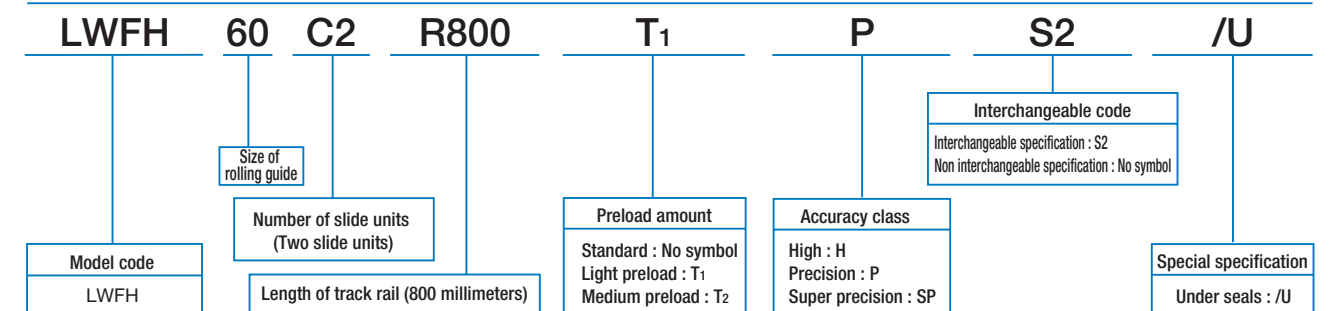 LWFH 60 C2 R800 T1 P S2 /U
Interchangeable code
Interchangeable specification : S2
Non interchangeable specification : No symbol
Size of
rolling guide
Number of slide units
(Two slide units)
Preload amount
Standard : No symbol
Light preload : T1
Medium preload : T2
Accuracy class
High : H
Precision : P
Super precision : SP
Model code
LWFH
Length of track rail (800 millimeters)
Special specification
Under seals : /U